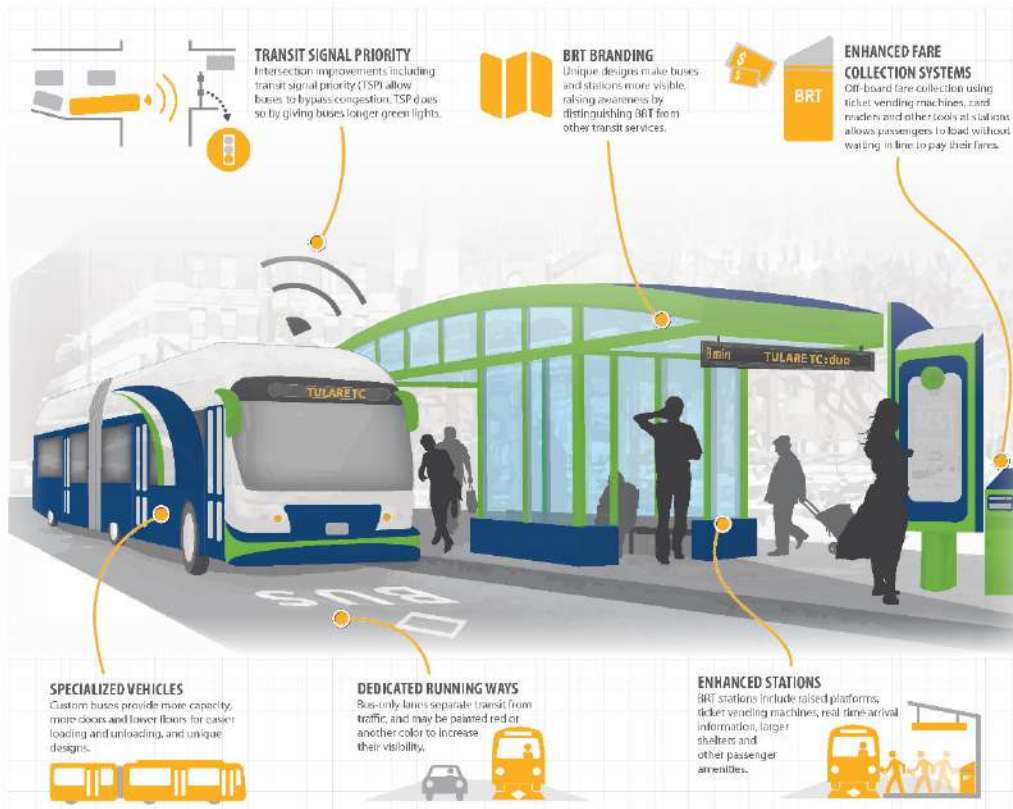 TRANSIT SIGNAL PRIORITY
Intersection improvements including
transit signal priority (TSP) allow
buses to bypass congestion. TSP does
so by giving buses longer green lights.
BRT BRANDING
Unique designs make buses
and stations more visible,
raising awareness by
distinguishing BRT from
other transit services.
$
$
BRT
ENHANCED FARE
COLLECTION SYSTEMS
Off-board fare collection using
ticket vending machines, card
readers and other tools at stations
allows passengers to load without
waiting in line to pay their fares.
TULARE TC
8 min TULARE TC: due
BUS
SPECIALIZED VEHICLES
Custom buses provide more capacity,
more doors and lower floors for easier
loading and unloading, and unique
designs.
DEDICATED RUNNING WAYS
Bus-only lanes separate transit from
traffic, and may be painted red or
another color to increase
their visibility.
ENHANCED STATIONS
BRT stations include raised platforms,
ticket vending machines, real-time arrival
information, larger
shelters and
other passenger
amenities.